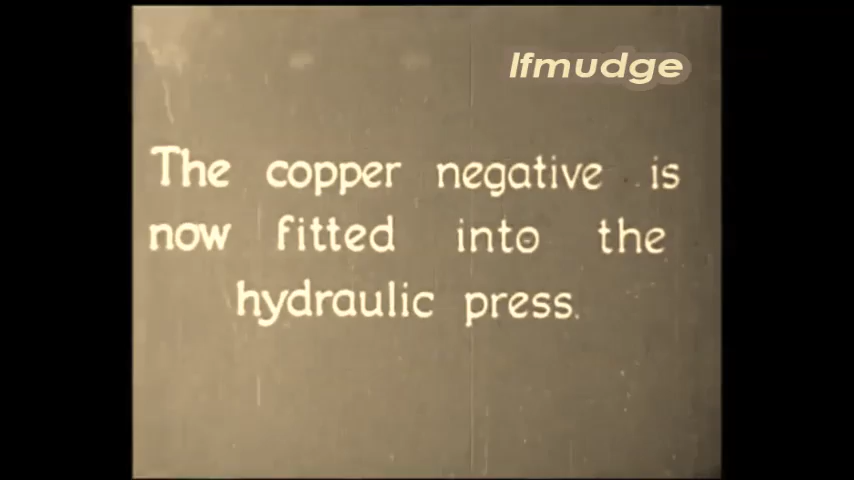 lfmudge
The copper negative is
now fitted into the
hydraulic press.